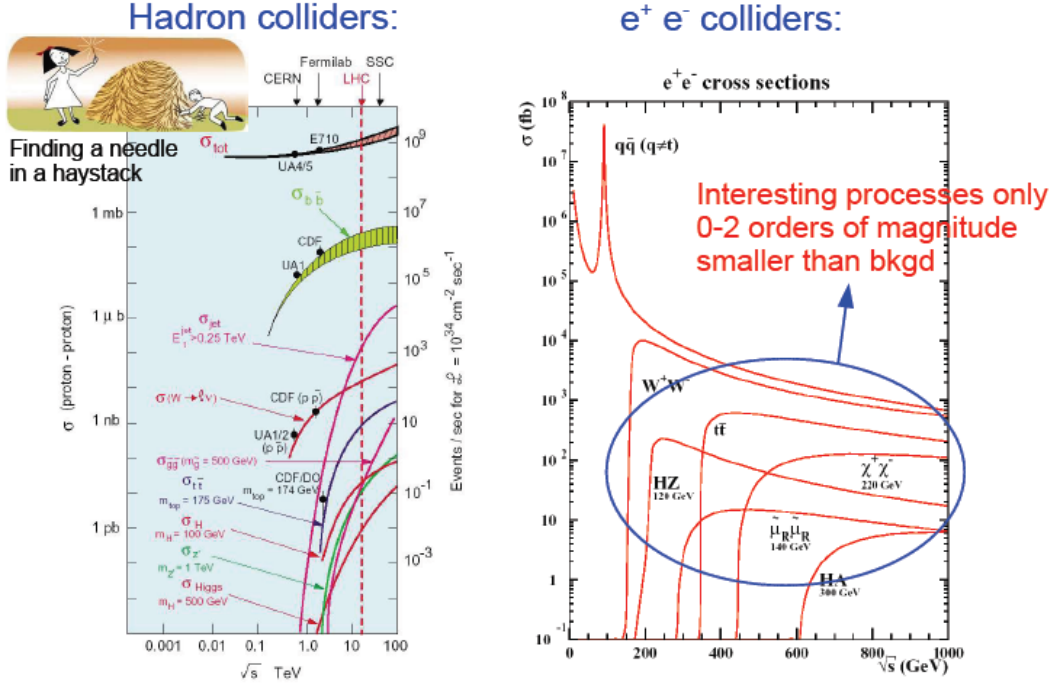 Hadron colliders:
e⁺ e⁻ colliders:
Finding a needle
in a haystack
CERN
Fermilab
LHC
SSC
σtot
E710
UA4/5
σb b̅
CDF
UA1
σjet
E_T^jet >0.25 TeV
σ(W → ℓν)
CDF (p p̅)
UA1/2
(p p̅)
σg̃g̃ (mg̃ = 500 GeV)
CDF/DO
σt t̅
mtop = 174 GeV
mtop = 175 GeV
σH
mH = 100 GeV
σZ'
mZ' = 1 TeV
σHiggs
mH = 500 GeV
σ (proton - proton)
1 mb
1 μb
1 nb
1 pb
10⁹
10⁷
10⁵
10³
10
10⁻¹
10⁻³
Events / sec for ℒ = 10³⁴ cm⁻² sec⁻¹
0.001 0.01 0.1 1.0 10 100
√s TeV
e⁺e⁻ cross sections
σ (fb)
10⁸
10⁷
10⁶
10⁵
10⁴
10³
10²
10
1
10⁻¹
qq̅ (q≠t)
Interesting processes only
0-2 orders of magnitude
smaller than bkgd
W⁺W⁻
tt̅
HZ
120 GeV
χ⁺χ⁻
220 GeV
μ̃Rμ̃R
140 GeV
HA
300 GeV
0 200 400 600 800 1000
√s (GeV)